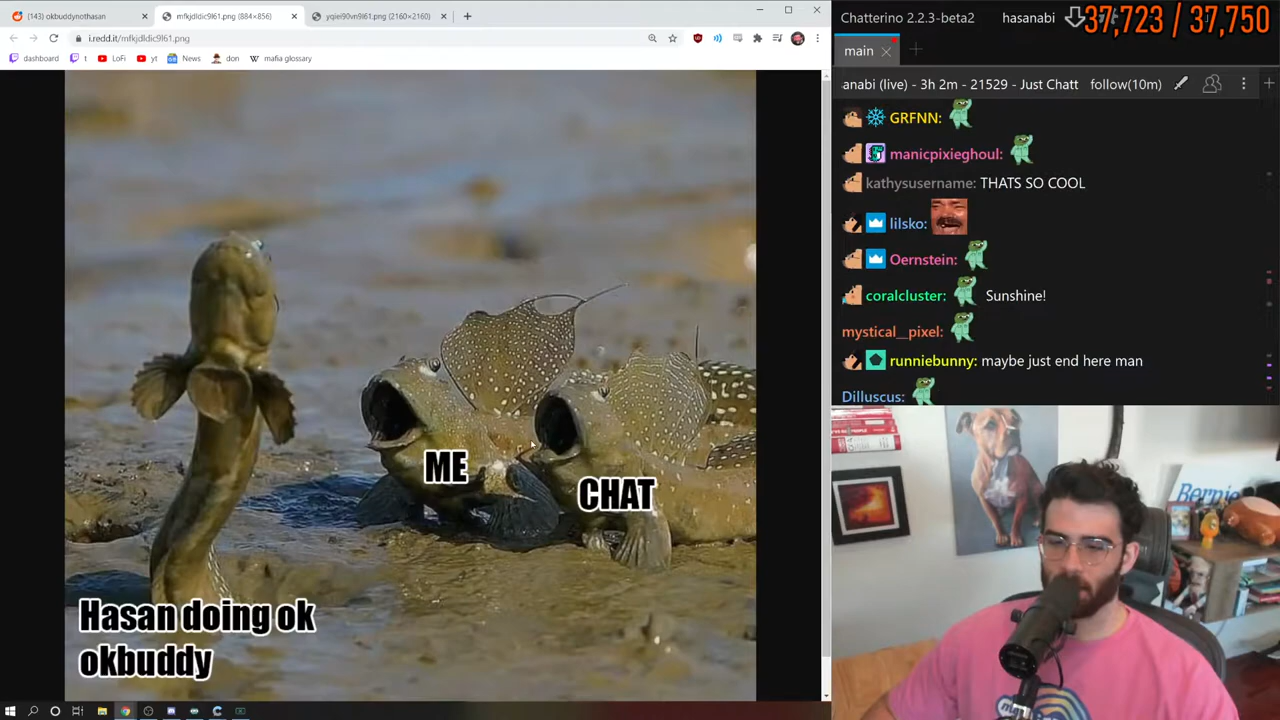 (143) okbuddynothasan
mfkjdldic9l61.png (884×856)
yqiei90vn9l61.png (2160×2160)
i.redd.it/mfkjdldic9l61.png
dashboard
t
LoFi
yt
News
don
mafia glossary
ME
CHAT
Hasan doing ok
okbuddy
Chatterino 2.2.3-beta2
hasanabi
37,723 / 37,750
main
anabi (live) - 3h 2m - 21529 - Just Chatt
follow(10m)
GRFNN:
manicpixieghoul:
kathysusername: THATS SO COOL
lilsko:
Oernstein:
coralcluster: Sunshine!
mystical_pixel:
runniebunny: maybe just end here man
Dilluscus:
Bernie